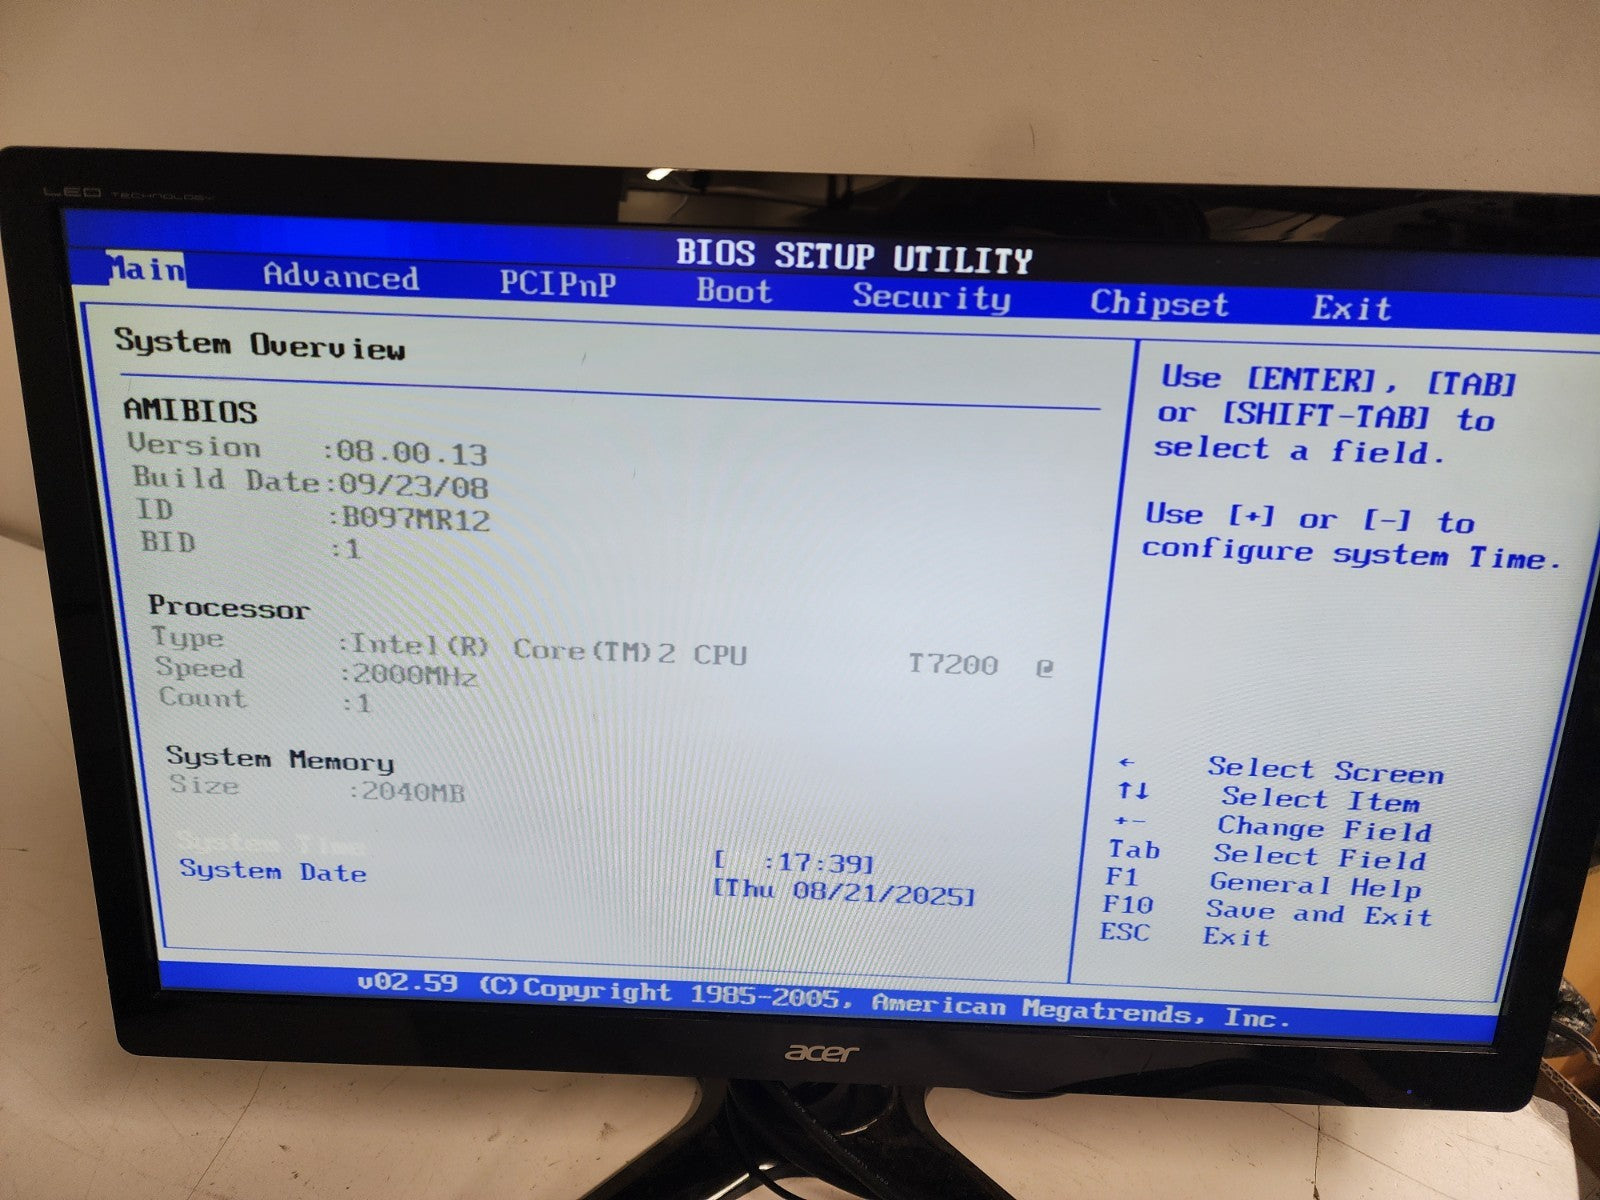 LED TECHNOLOGY
BIOS SETUP UTILITY
Main Advanced PCIPnP Boot Security Chipset Exit
System Overview
AMIBIOS
Version :08.00.13
Build Date:09/23/08
ID :B097MR12
BID :1
Processor
Type :Intel(R) Core(TM)2 CPU T7200 @
Speed :2000MHz
Count :1
System Memory
Size :2040MB
System Time [ :17:39]
System Date [Thu 08/21/2025]
Use [ENTER], [TAB]
or [SHIFT-TAB] to
select a field.
Use [+] or [-] to
configure system Time.
← Select Screen
↑↓ Select Item
+- Change Field
Tab Select Field
F1 General Help
F10 Save and Exit
ESC Exit
v02.59 (C)Copyright 1985-2005, American Megatrends, Inc.
acer